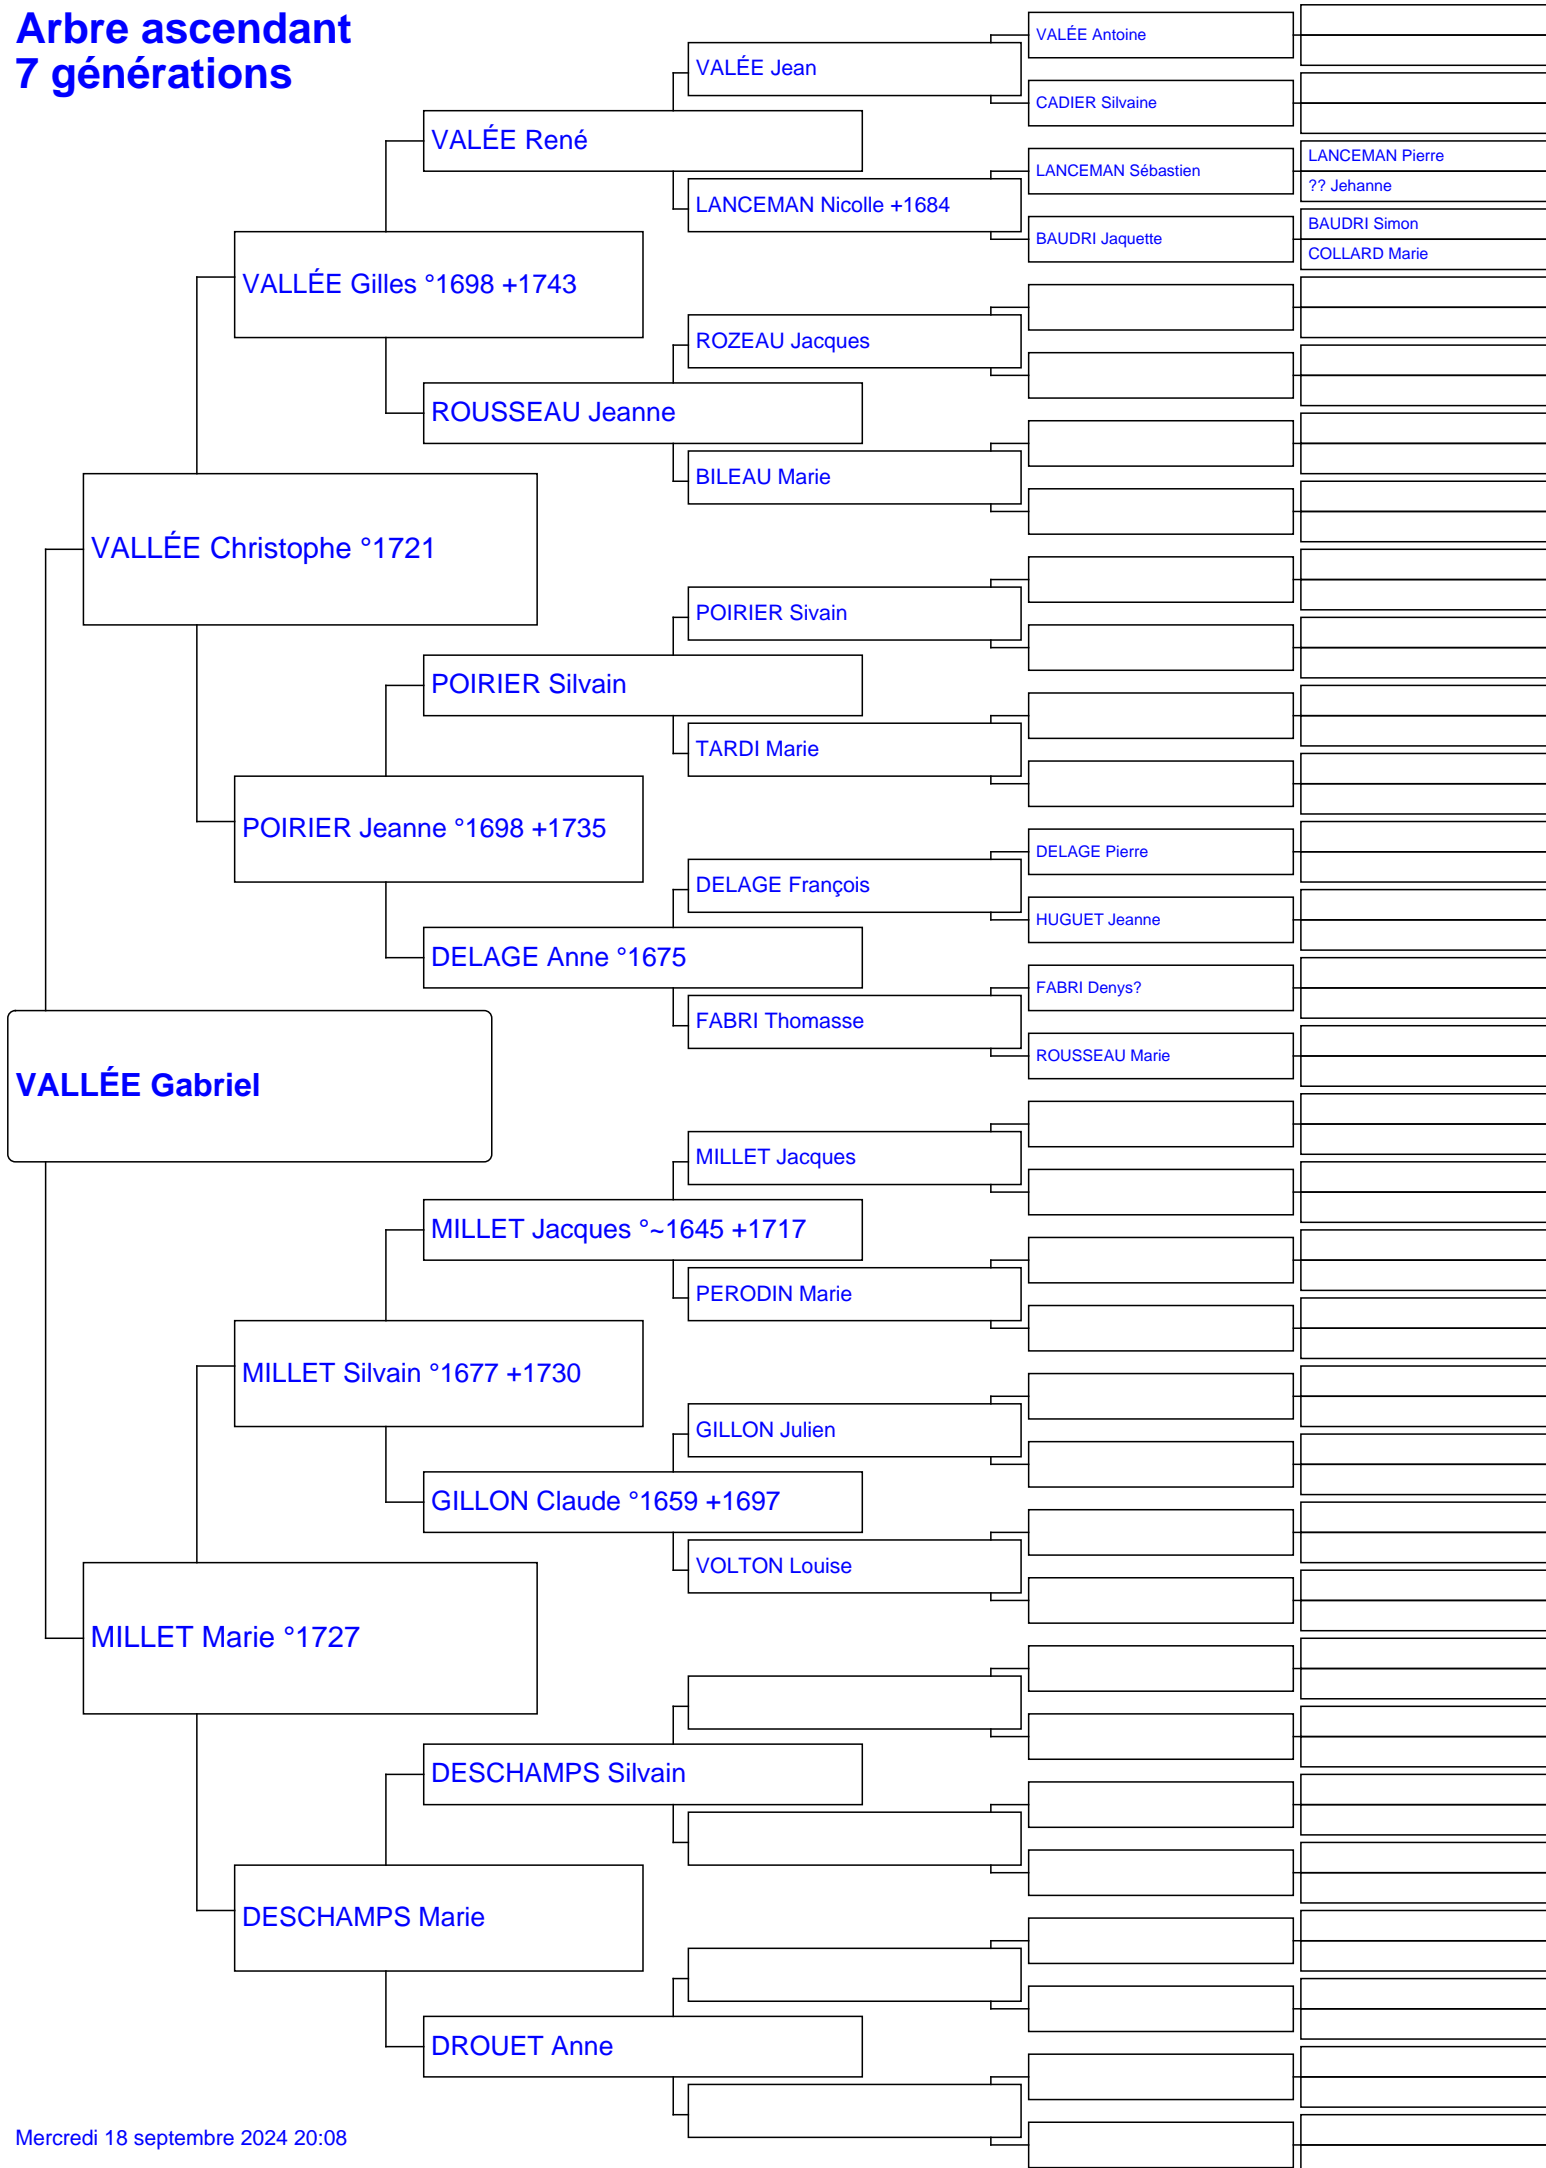 Arbre ascendant
7 générations
VALÉE Antoine
VALÉE Jean
CADIER Silvaine
VALÉE René
LANCEMAN Pierre
LANCEMAN Sébastien
?? Jehanne
LANCEMAN Nicolle +1684
BAUDRI Simon
BAUDRI Jaquette
COLLARD Marie
VALLÉE Gilles °1698 +1743
ROZEAU Jacques
ROUSSEAU Jeanne
BILEAU Marie
VALLÉE Christophe °1721
POIRIER Sivain
POIRIER Silvain
TARDI Marie
POIRIER Jeanne °1698 +1735
DELAGE Pierre
DELAGE François
HUGUET Jeanne
DELAGE Anne °1675
FABRI Denys?
FABRI Thomasse
ROUSSEAU Marie
VALLÉE Gabriel
MILLET Jacques
MILLET Jacques °~1645 +1717
PERODIN Marie
MILLET Silvain °1677 +1730
GILLON Julien
GILLON Claude °1659 +1697
VOLTON Louise
MILLET Marie °1727
DESCHAMPS Silvain
DESCHAMPS Marie
DROUET Anne
Mercredi 18 septembre 2024 20:08